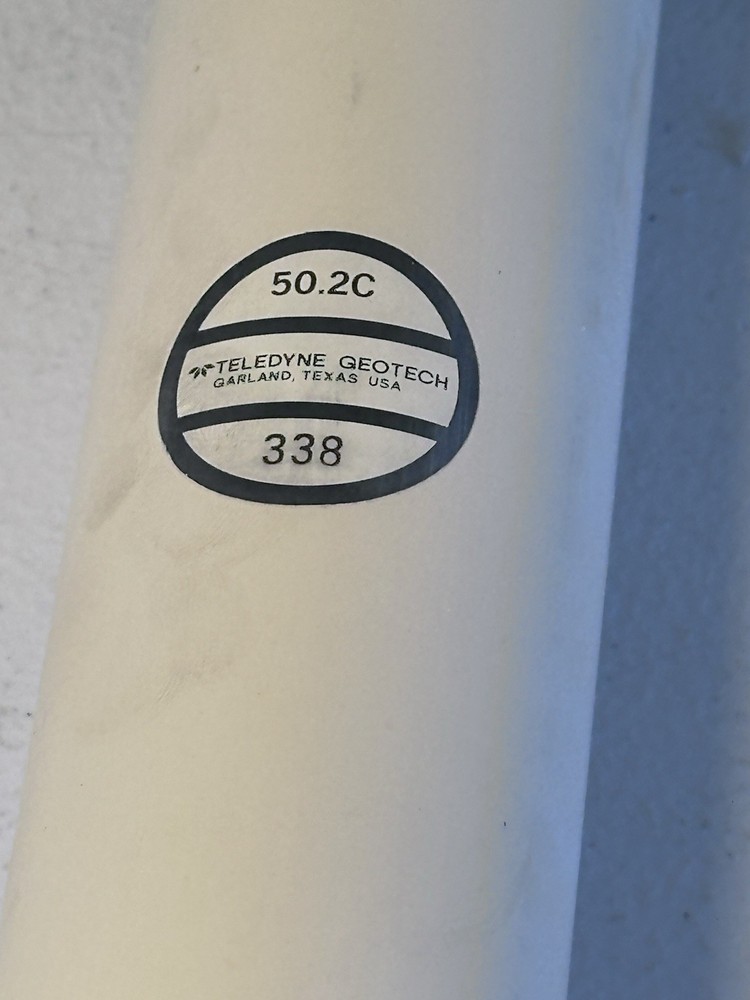 50.2C
TELEDYNE GEOTECH
GARLAND, TEXAS USA
338